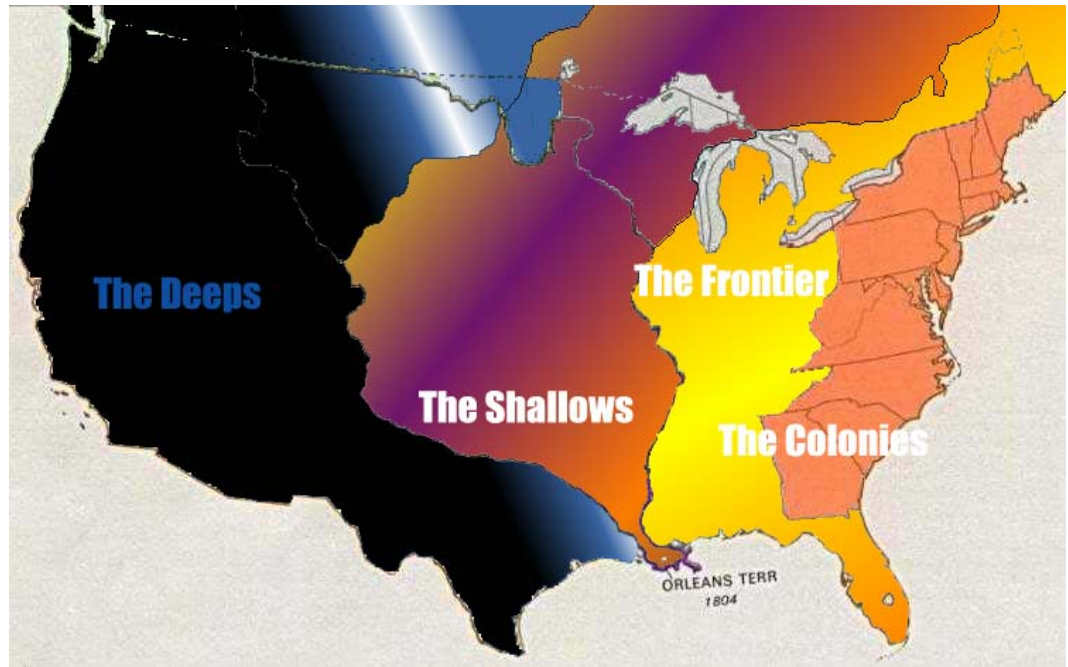 The Deeps
The Frontier
The Shallows
The Colonies
ORLEANS TERR
1804